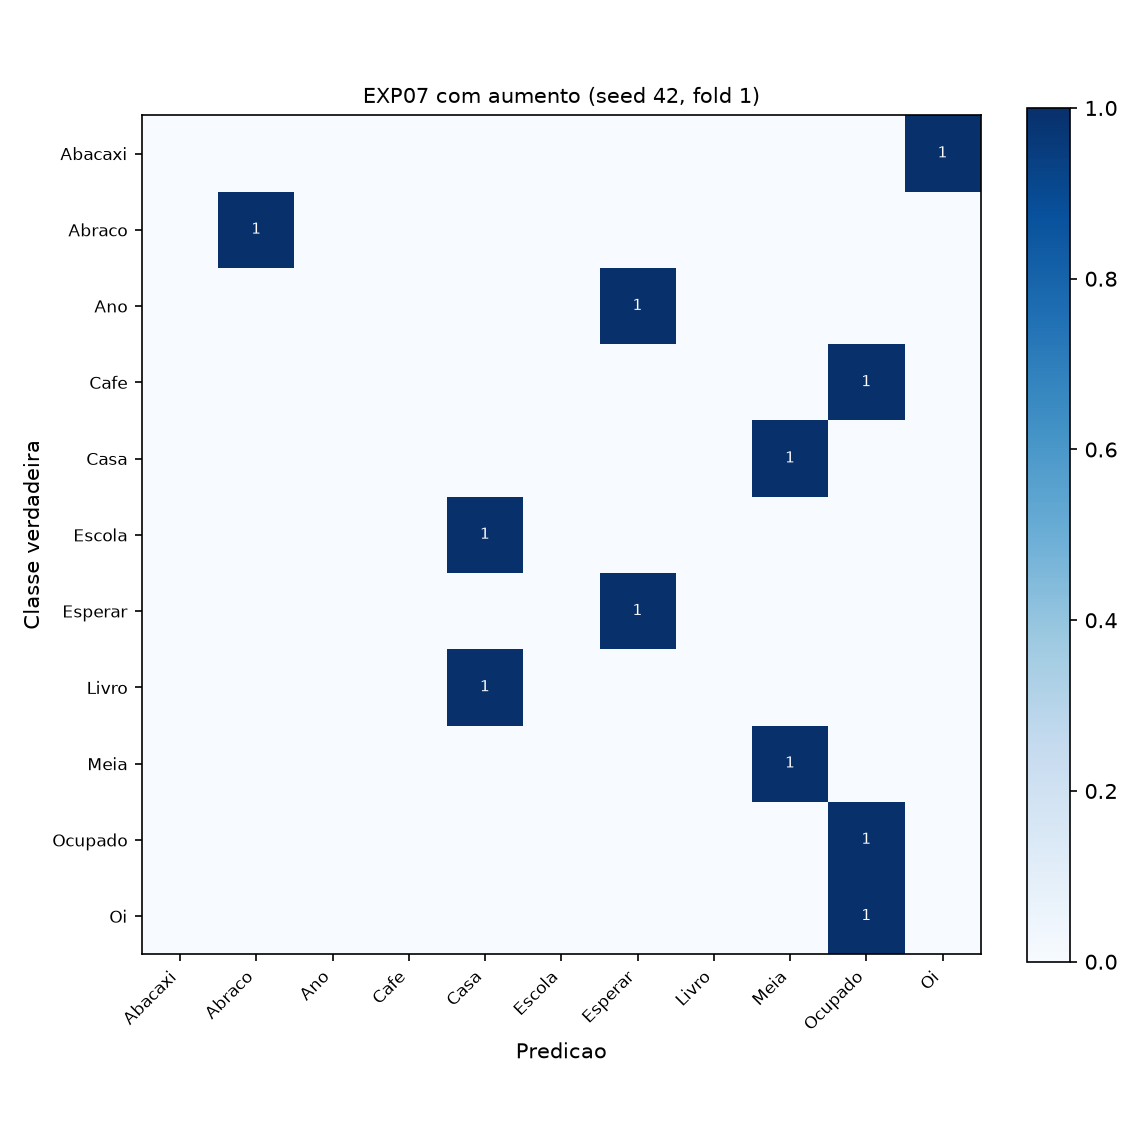 EXP07 com aumento (seed 42, fold 1)
Classe verdadeira
Abacaxi 1
Abraco 1
Ano 1
Cafe 1
Casa 1
Escola 1
Esperar 1
Livro 1
Meia 1
Ocupado 1
Oi 1
Abacaxi Abraco Ano Cafe Casa Escola Esperar Livro Meia Ocupado Oi
Predicao
1.0
0.8
0.6
0.4
0.2
0.0